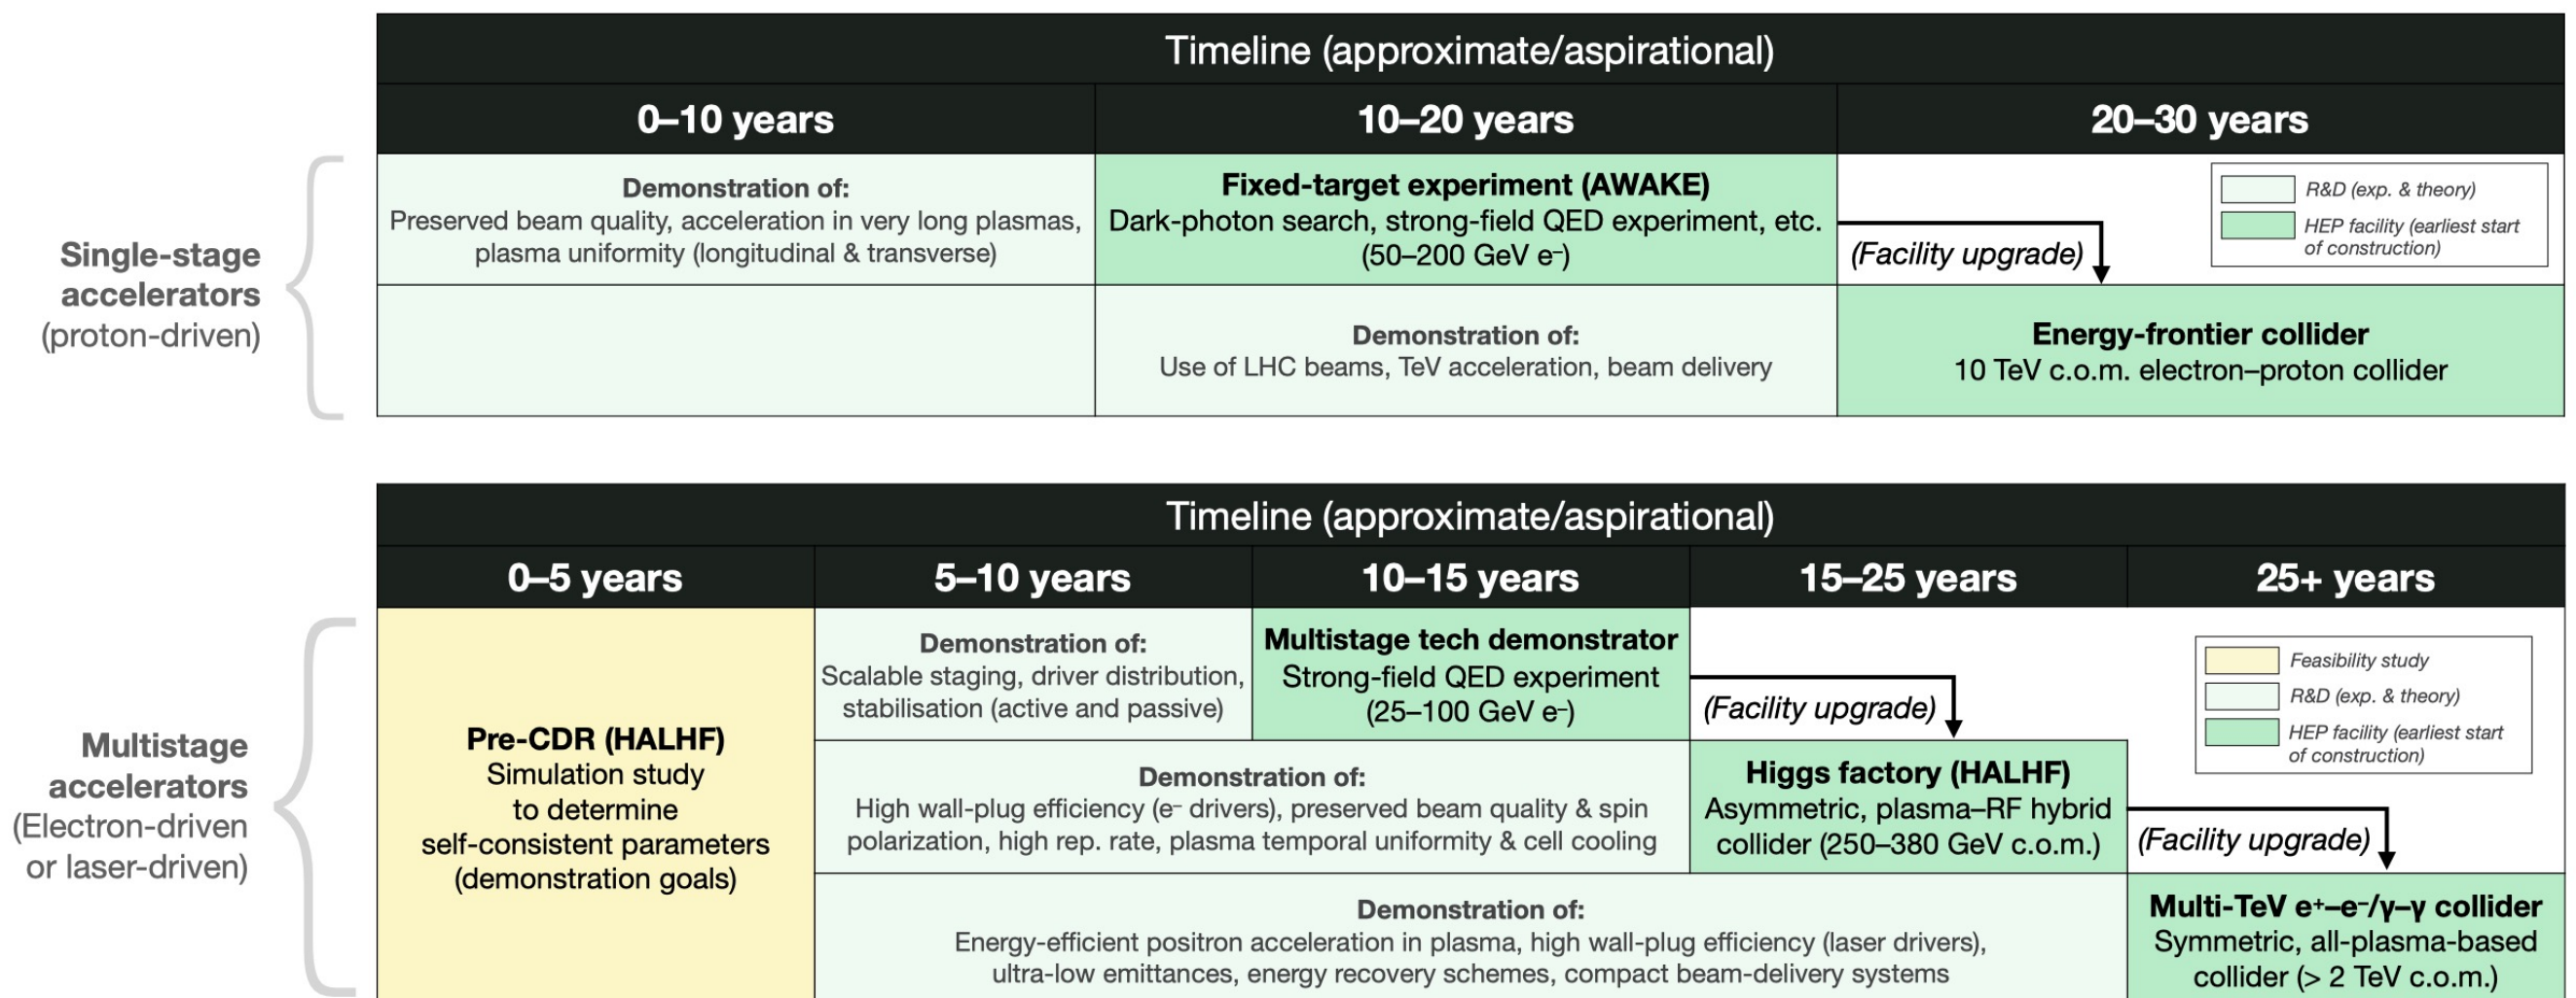 Timeline (approximate/aspirational)
0–10 years
10–20 years
20–30 years
Single-stage
accelerators
(proton-driven)
Demonstration of:
Preserved beam quality, acceleration in very long plasmas,
plasma uniformity (longitudinal & transverse)
Fixed-target experiment (AWAKE)
Dark-photon search, strong-field QED experiment, etc.
(50–200 GeV e⁻)
(Facility upgrade)
R&D (exp. & theory)
HEP facility (earliest start
of construction)
Demonstration of:
Use of LHC beams, TeV acceleration, beam delivery
Energy-frontier collider
10 TeV c.o.m. electron–proton collider
Timeline (approximate/aspirational)
0–5 years
5–10 years
10–15 years
15–25 years
25+ years
Multistage
accelerators
(Electron-driven
or laser-driven)
Pre-CDR (HALHF)
Simulation study
to determine
self-consistent parameters
(demonstration goals)
Demonstration of:
Scalable staging, driver distribution,
stabilisation (active and passive)
Multistage tech demonstrator
Strong-field QED experiment
(25–100 GeV e⁻)
(Facility upgrade)
Feasibility study
R&D (exp. & theory)
HEP facility (earliest start
of construction)
Demonstration of:
High wall-plug efficiency (e⁻ drivers), preserved beam quality & spin
polarization, high rep. rate, plasma temporal uniformity & cell cooling
Higgs factory (HALHF)
Asymmetric, plasma–RF hybrid
collider (250–380 GeV c.o.m.)
(Facility upgrade)
Demonstration of:
Energy-efficient positron acceleration in plasma, high wall-plug efficiency (laser drivers),
ultra-low emittances, energy recovery schemes, compact beam-delivery systems
Multi-TeV e⁺–e⁻/γ–γ collider
Symmetric, all-plasma-based
collider (> 2 TeV c.o.m.)